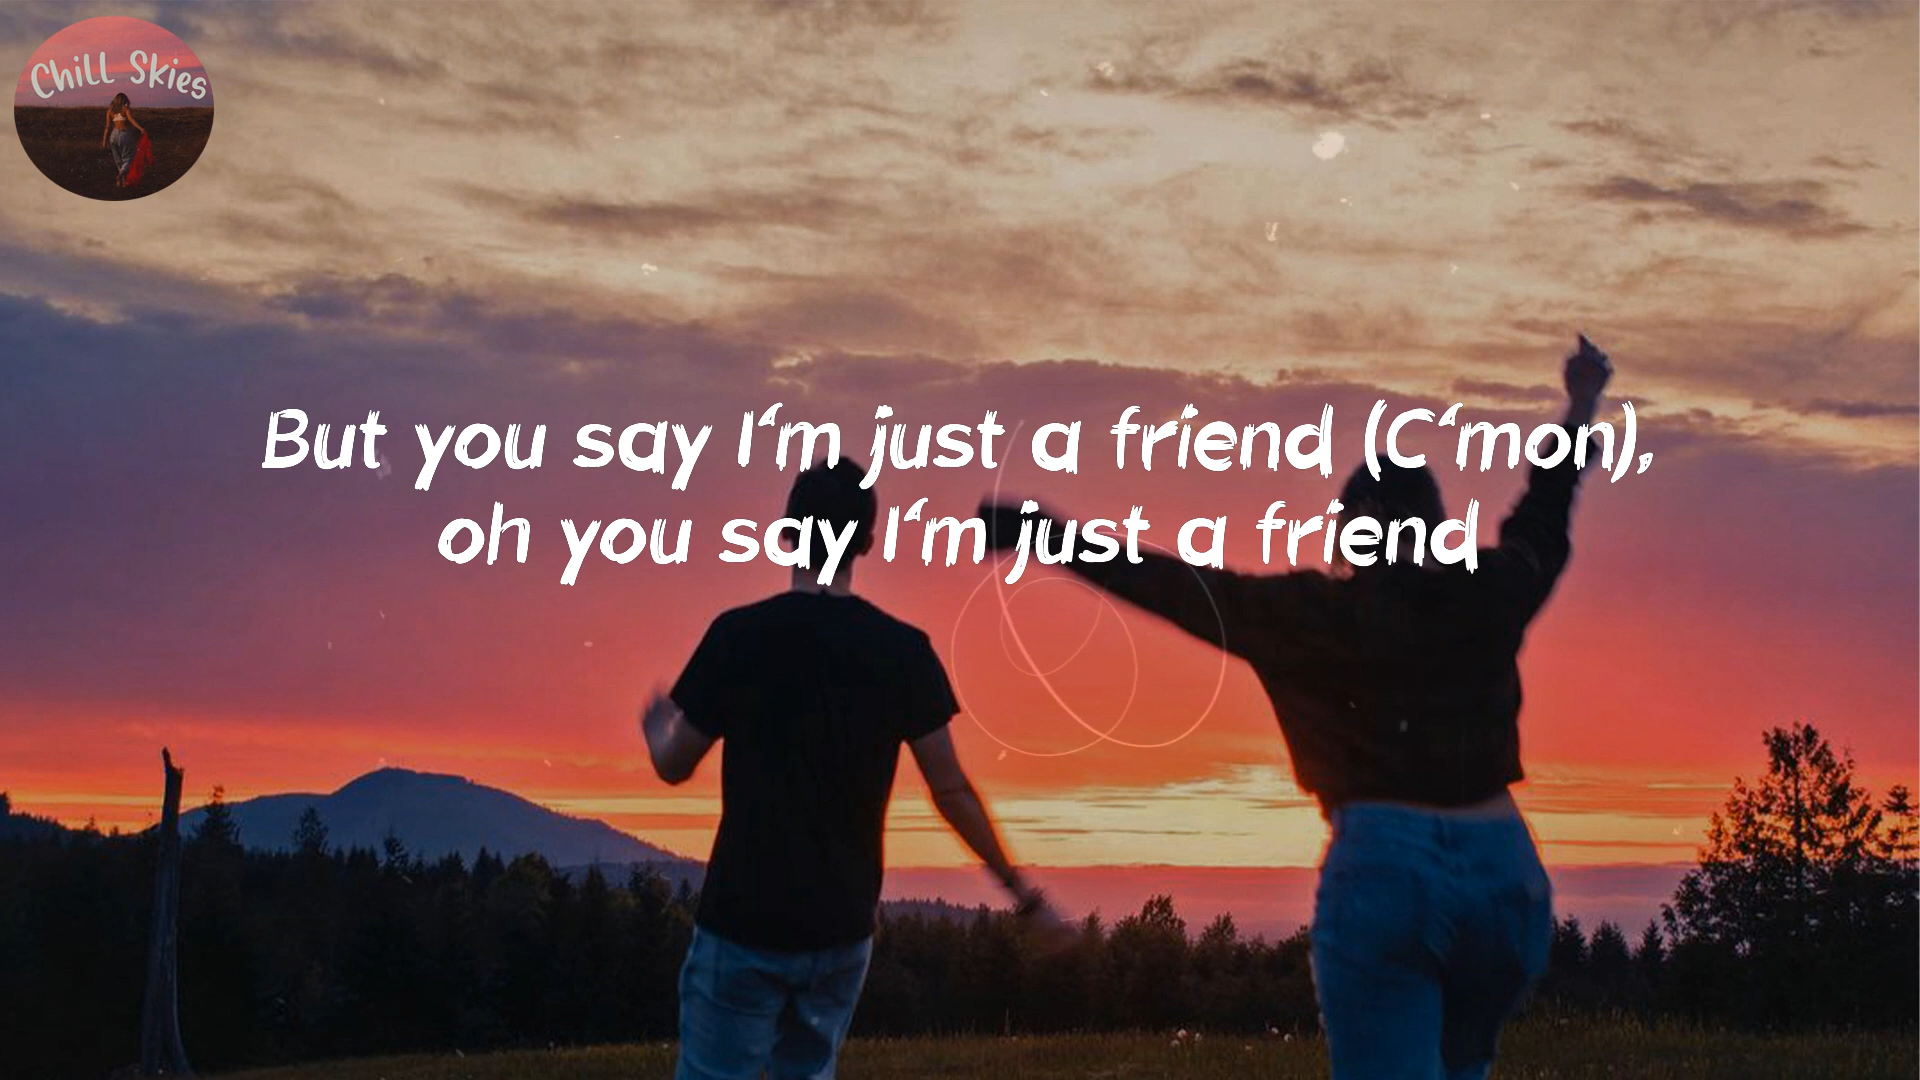 Chill Skies
But you say I'm just a friend (C'mon),
oh you say I'm just a friend